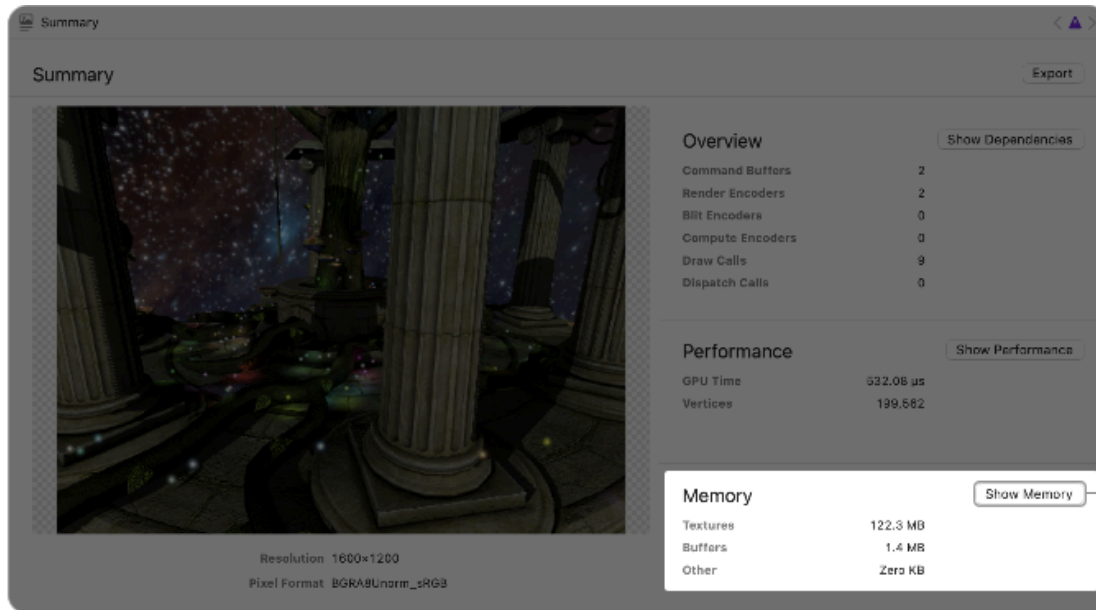 Summary
Summary
Export
Overview
Show Dependencies
Command Buffers 2
Render Encoders 2
Blit Encoders 0
Compute Encoders 0
Draw Calls 9
Dispatch Calls 0
Performance
Show Performance
GPU Time 632.08 µs
Vertices 199,582
Memory
Show Memory
Textures 122.3 MB
Buffers 1.4 MB
Other Zero KB
Resolution 1600×1200
Pixel Format BGRA8Unorm_sRGB